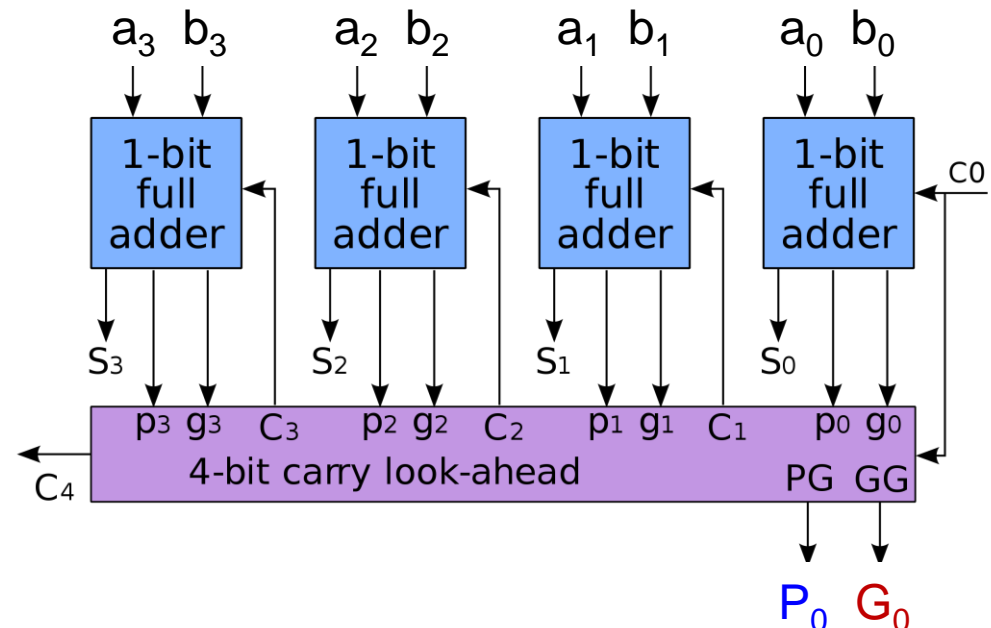 a₃ b₃ a₂ b₂ a₁ b₁ a₀ b₀
1-bit full adder
1-bit full adder
1-bit full adder
1-bit full adder
C0
S₃ S₂ S₁ S₀
p₃ g₃ C₃ p₂ g₂ C₂ p₁ g₁ C₁ p₀ g₀
4-bit carry look-ahead PG GG
C₄
P₀ G₀